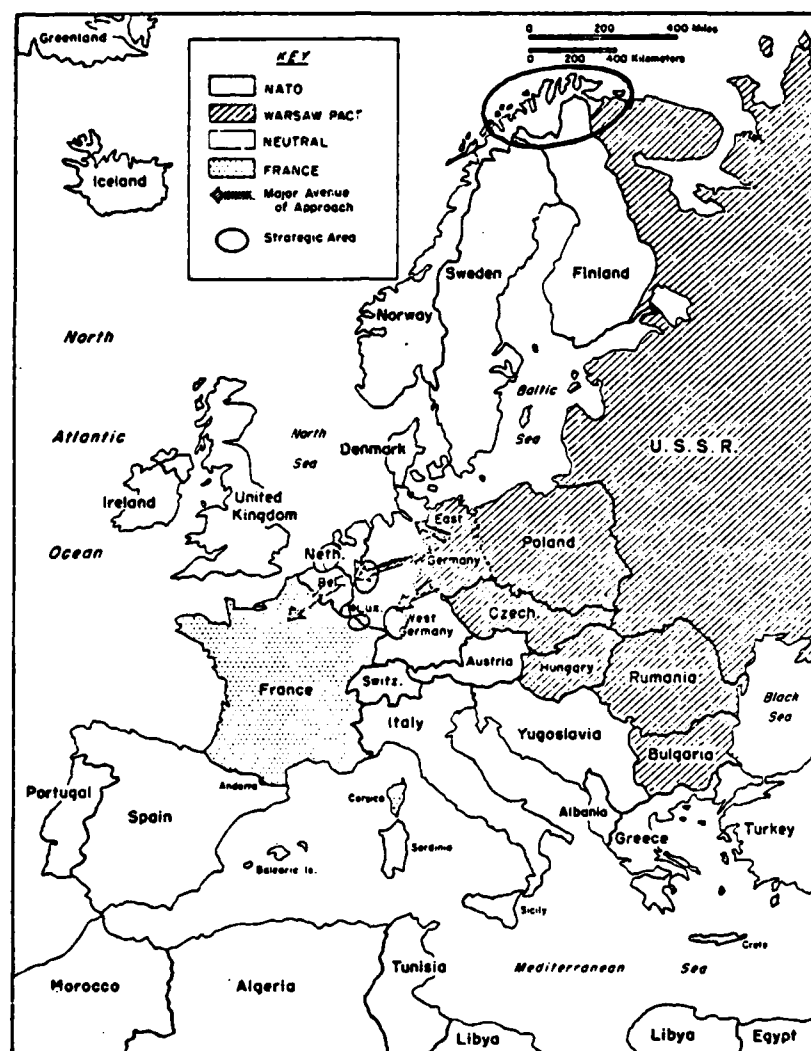 Greenland
KEY
NATO
WARSAW PACT
NEUTRAL
FRANCE
Major Avenue
of Approach
Strategic Area
0 200 400 Miles
0 200 400 Kilometers
Iceland
Sweden
Finland
Norway
North
Atlantic
Ocean
North
Sea
Baltic
Sea
Denmark
U.S.S.R.
Ireland
United
Kingdom
Neth.
Bel.
Lux.
East
Germany
Poland
West
Germany
Czech.
France
Switz.
Austria
Hungary
Rumania
Black
Sea
Italy
Yugoslavia
Bulgaria
Portugal
Spain
Andorra
Corsica
Sardinia
Albania
Greece
Turkey
Balearic Is.
Sicily
Crete
Morocco
Algeria
Tunisia
Mediterranean Sea
Libya
Libya
Egypt